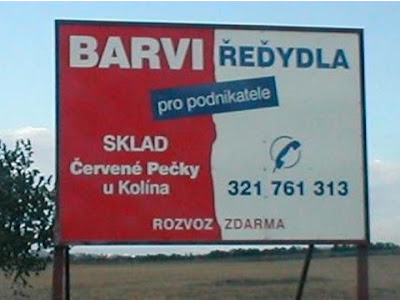 BARVI ŘEĎYDLA
pro podnikatele
SKLAD
Červené Pečky
u Kolína
321 761 313
ROZVOZ ZDARMA